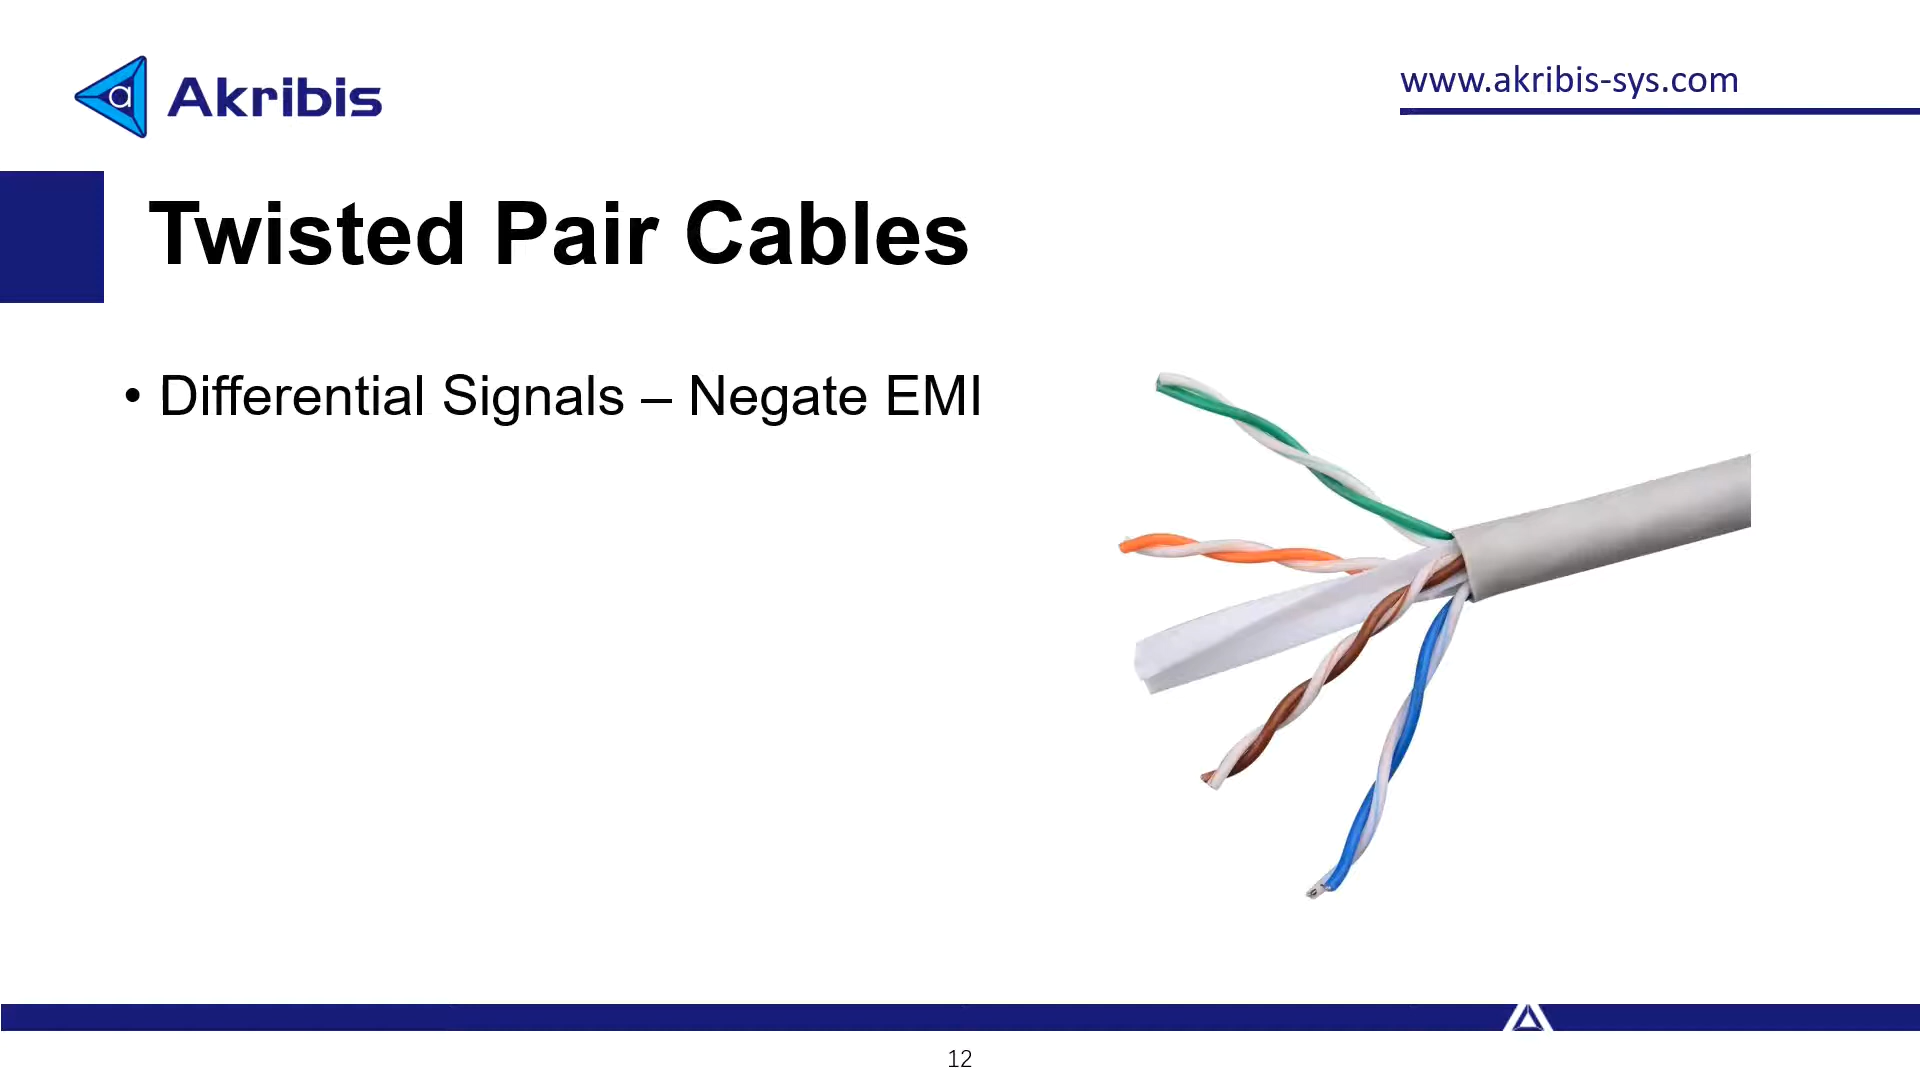 Akribis
www.akribis-sys.com
Twisted Pair Cables
• Differential Signals – Negate EMI
12